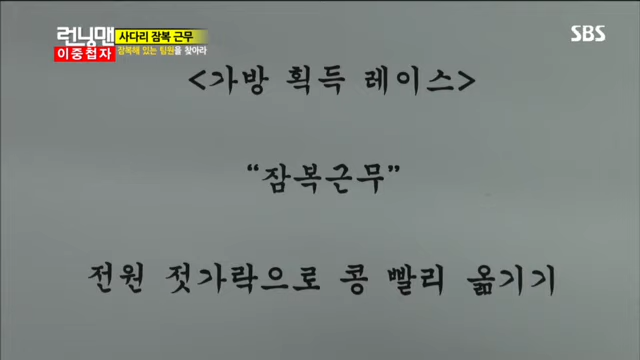 런닝맨
이중첩자
사다리 잠복 근무
잠복해 있는 팀원을 찾아라
SBS
<가방 획득 레이스>
“잠복근무”
전원 젓가락으로 콩 빨리 옮기기